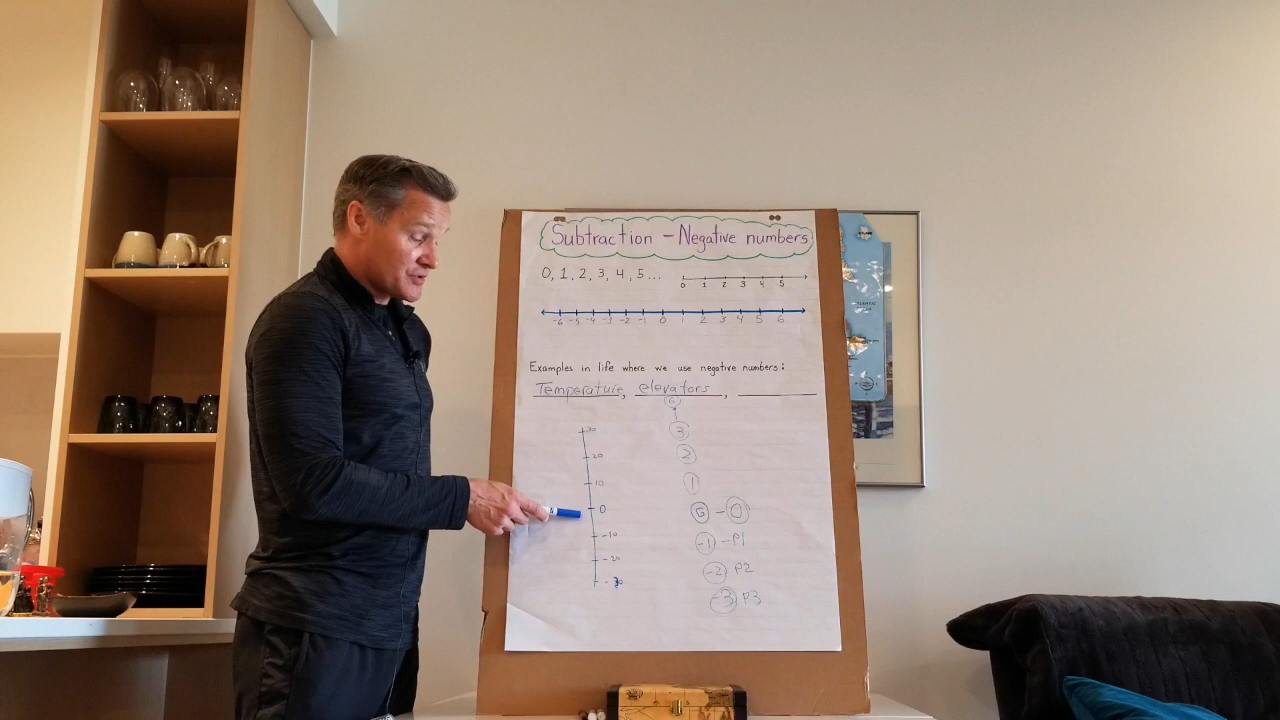 Subtraction - Negative numbers
0, 1, 2, 3, 4, 5...
0 1 2 3 4 5
-6 -5 -4 -3 -2 -1 0 1 2 3 4 5 6
Examples in life where we use negative numbers:
Temperature, elevators,
30
20
10
0
-10
-20
-30
6
3
2
1
G - 0
-1 - P1
-2 P2
-3 P3
ATLANTIC